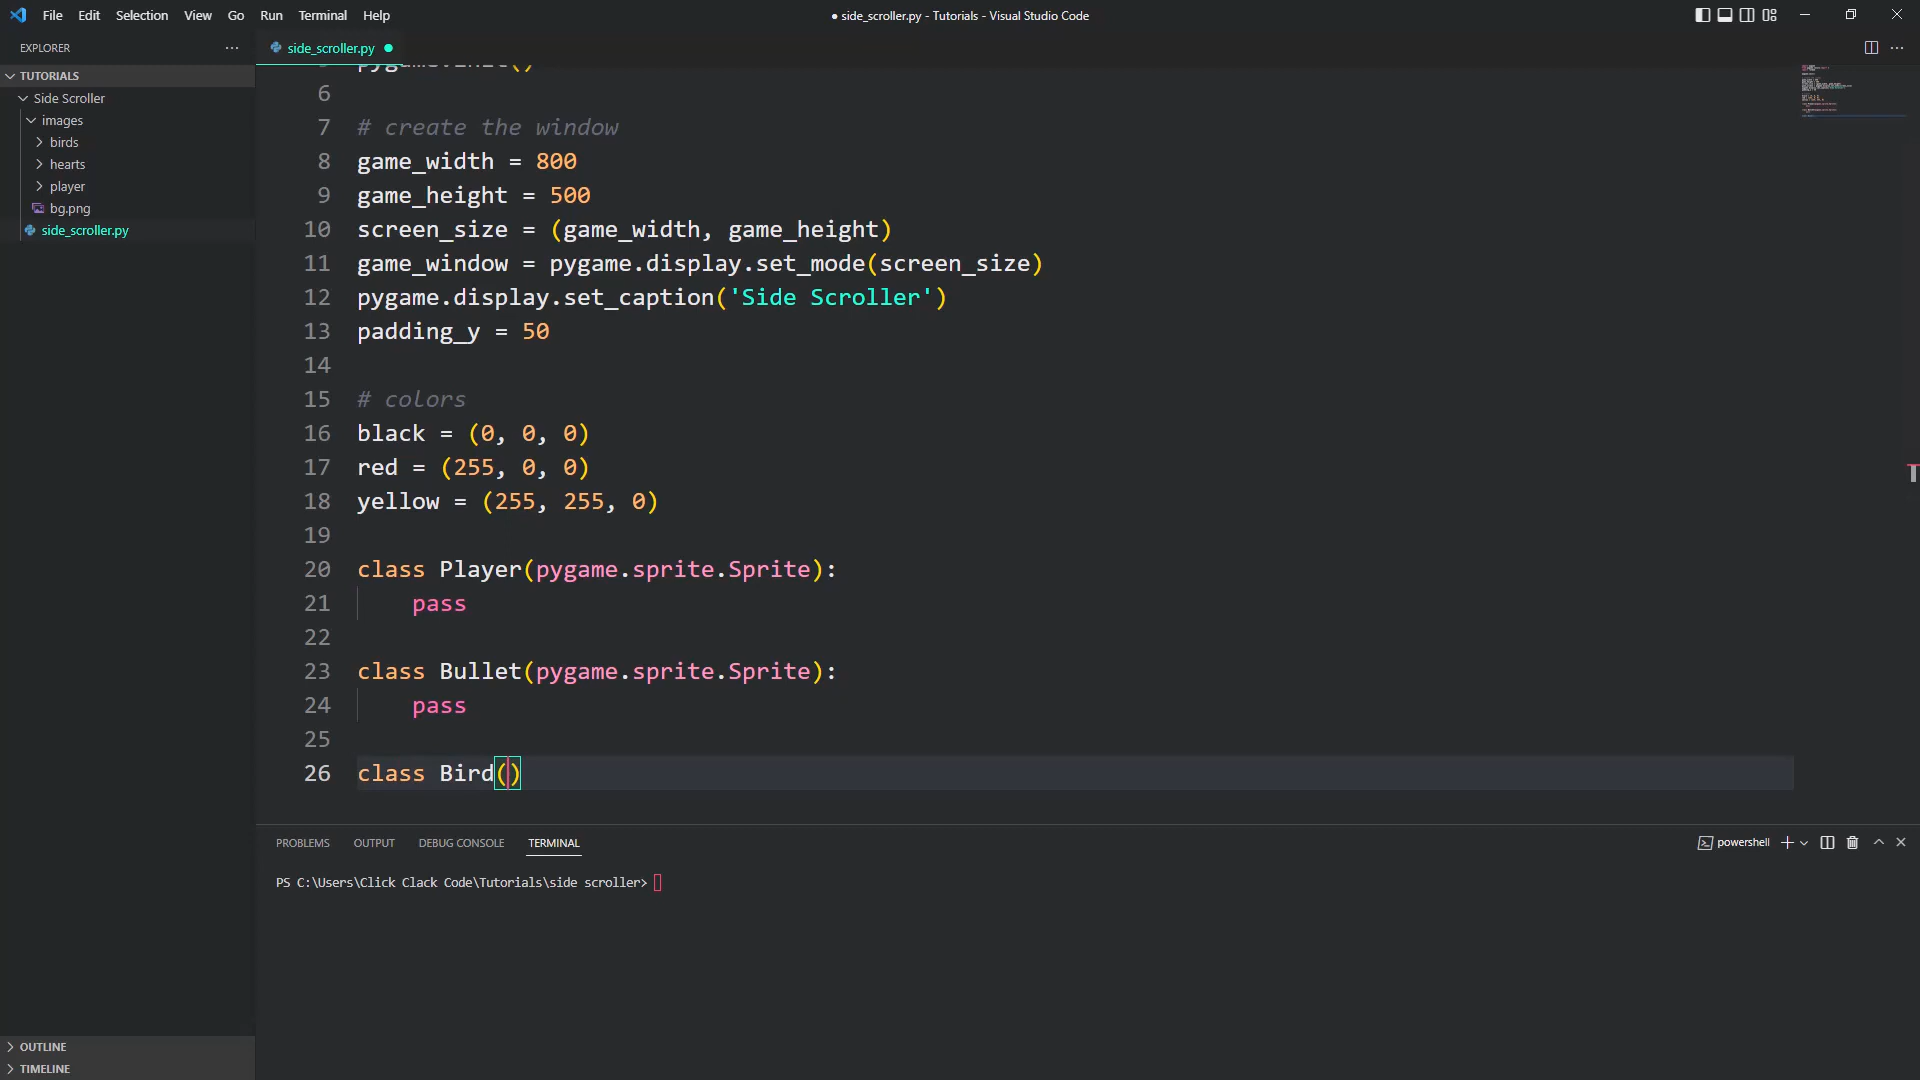 File Edit Selection View Go Run Terminal Help
● side_scroller.py - Tutorials - Visual Studio Code
EXPLORER
side_scroller.py
TUTORIALS
Side Scroller
images
birds
hearts
player
bg.png
side_scroller.py
5 pygame.init()
6
7 # create the window
8 game_width = 800
9 game_height = 500
10 screen_size = (game_width, game_height)
11 game_window = pygame.display.set_mode(screen_size)
12 pygame.display.set_caption('Side Scroller')
13 padding_y = 50
14
15 # colors
16 black = (0, 0, 0)
17 red = (255, 0, 0)
18 yellow = (255, 255, 0)
19
20 class Player(pygame.sprite.Sprite):
21 pass
22
23 class Bullet(pygame.sprite.Sprite):
24 pass
25
26 class Bird()
PROBLEMS OUTPUT DEBUG CONSOLE TERMINAL
powershell
PS C:\Users\Click Clack Code\Tutorials\side scroller>
OUTLINE
TIMELINE